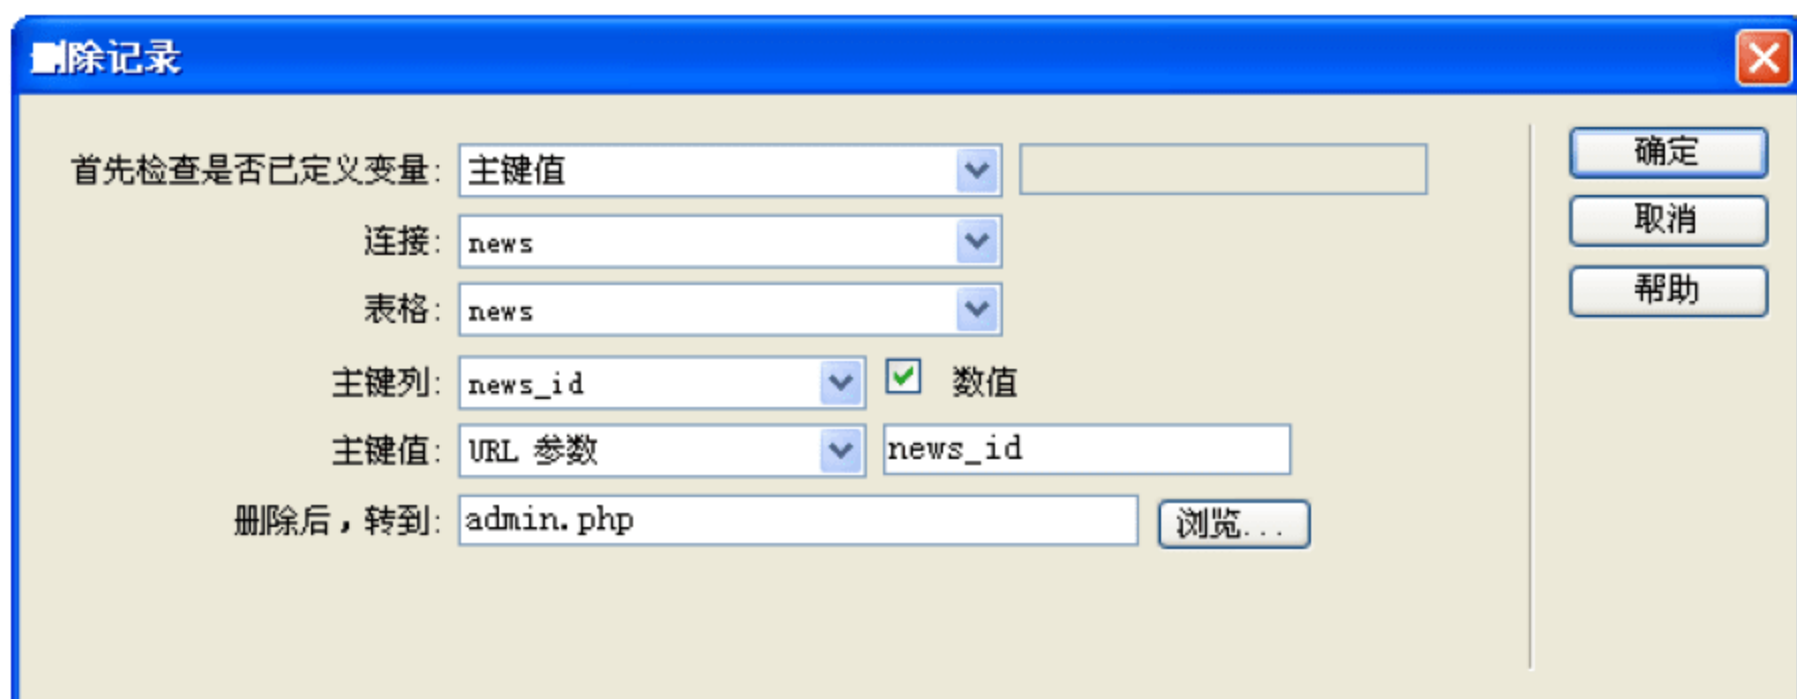 删除记录
首先检查是否已定义变量: 主键值
确定
连接: news
取消
表格: news
帮助
主键列: news_id 数值
主键值: URL 参数 news_id
删除后，转到: admin.php 浏览...